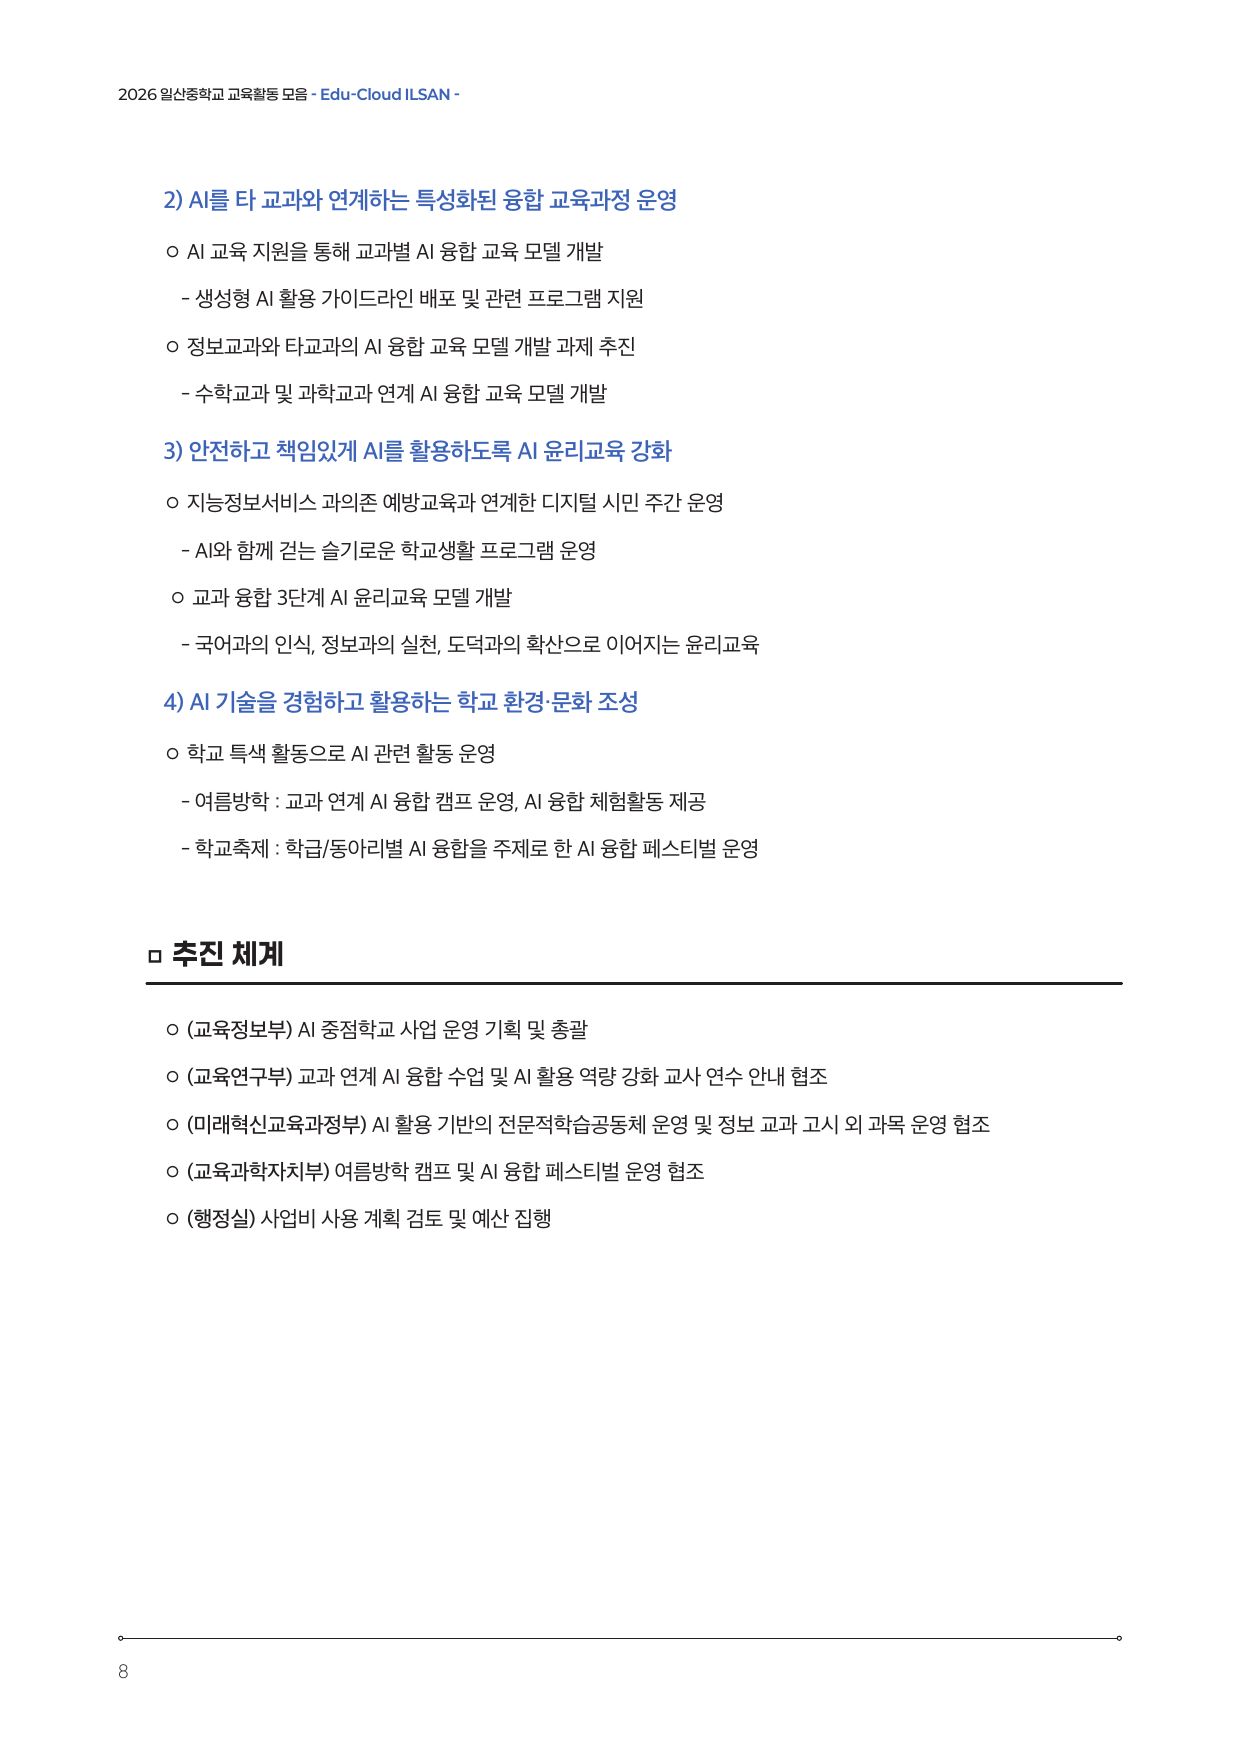 2026 일산중학교 교육활동 모음 - Edu-Cloud ILSAN -
2) AI를 타 교과와 연계하는 특성화된 융합 교육과정 운영
○ AI 교육 지원을 통해 교과별 AI 융합 교육 모델 개발
- 생성형 AI 활용 가이드라인 배포 및 관련 프로그램 지원
○ 정보교과와 타교과의 AI 융합 교육 모델 개발 과제 추진
- 수학교과 및 과학교과 연계 AI 융합 교육 모델 개발
3) 안전하고 책임있게 AI를 활용하도록 AI 윤리교육 강화
○ 지능정보서비스 과의존 예방교육과 연계한 디지털 시민 주간 운영
- AI와 함께 걷는 슬기로운 학교생활 프로그램 운영
○ 교과 융합 3단계 AI 윤리교육 모델 개발
- 국어과의 인식, 정보과의 실천, 도덕과의 확산으로 이어지는 윤리교육
4) AI 기술을 경험하고 활용하는 학교 환경·문화 조성
○ 학교 특색 활동으로 AI 관련 활동 운영
- 여름방학 : 교과 연계 AI 융합 캠프 운영, AI 융합 체험활동 제공
- 학교축제 : 학급/동아리별 AI 융합을 주제로 한 AI 융합 페스티벌 운영
□ 추진 체계
○ (교육정보부) AI 중점학교 사업 운영 기획 및 총괄
○ (교육연구부) 교과 연계 AI 융합 수업 및 AI 활용 역량 강화 교사 연수 안내 협조
○ (미래혁신교육과정부) AI 활용 기반의 전문적학습공동체 운영 및 정보 교과 고시 외 과목 운영 협조
○ (교육과학자치부) 여름방학 캠프 및 AI 융합 페스티벌 운영 협조
○ (행정실) 사업비 사용 계획 검토 및 예산 집행
8